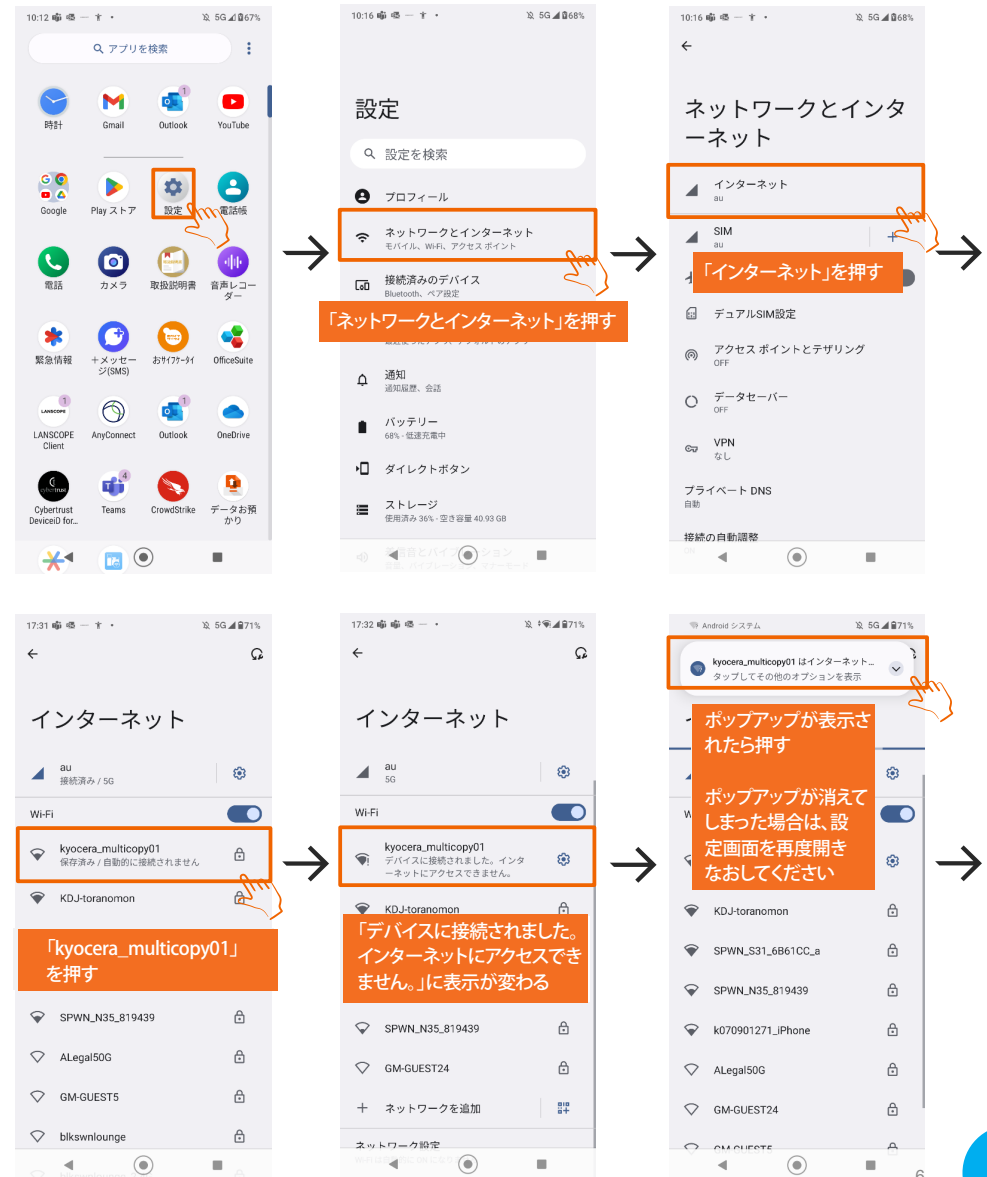 10:12
5G
67%
アプリを検索
1
時計
Gmail
Outlook
YouTube
Google
Play ストア
設定
電話帳
電話
カメラ
取扱説明書
音声レコー
ダー
緊急情報
+メッセー
ジ(SMS)
おサイフケータイ
OfficeSuite
1
1
LANSCOPE
LANSCOPE
Client
AnyConnect
Outlook
OneDrive
cybertrust
4
Cybertrust
DeviceiD for...
Teams
CrowdStrike
データお預
かり
10:16
5G
68%
設定
設定を検索
プロフィール
ネットワークとインターネット
モバイル、WiFi、アクセス ポイント
接続済みのデバイス
Bluetooth、ペア設定
「ネットワークとインターネット」を押す
通知
通知履歴、会話
バッテリー
68% - 低速充電中
ダイレクトボタン
ストレージ
使用済み 36% - 空き容量 40.93 GB
10:16
5G
68%
ネットワークとインタ
ーネット
インターネット
au
SIM
au
「インターネット」を押す
デュアルSIM設定
アクセス ポイントとテザリング
OFF
データセーバー
OFF
VPN
なし
プライベート DNS
自動
接続の自動調整
17:31
5G
71%
インターネット
au
接続済み / 5G
Wi-Fi
kyocera_multicopy01
保存済み / 自動的に接続されません
KDJ-toranomon
「kyocera_multicopy01」
を押す
SPWN_N35_819439
ALegal50G
GM-GUEST5
blkswnlounge
17:32
71%
インターネット
au
5G
Wi-Fi
kyocera_multicopy01
デバイスに接続されました。インタ
ーネットにアクセスできません。
KDJ-toranomon
「デバイスに接続されました。
インターネットにアクセスでき
ません。」に表示が変わる
SPWN_N35_819439
GM-GUEST24
ネットワークを追加
ネットワーク設定
Android システム
5G
71%
kyocera_multicopy01 はインターネット...
タップしてその他のオプションを表示
ポップアップが表示さ
れたら押す
ポップアップが消えて
しまった場合は、設
定画面を再度開き
なおしてください
KDJ-toranomon
SPWN_S31_6B61CC_a
SPWN_N35_819439
k070901271_iPhone
ALegal50G
GM-GUEST24
GM-GUEST5
6